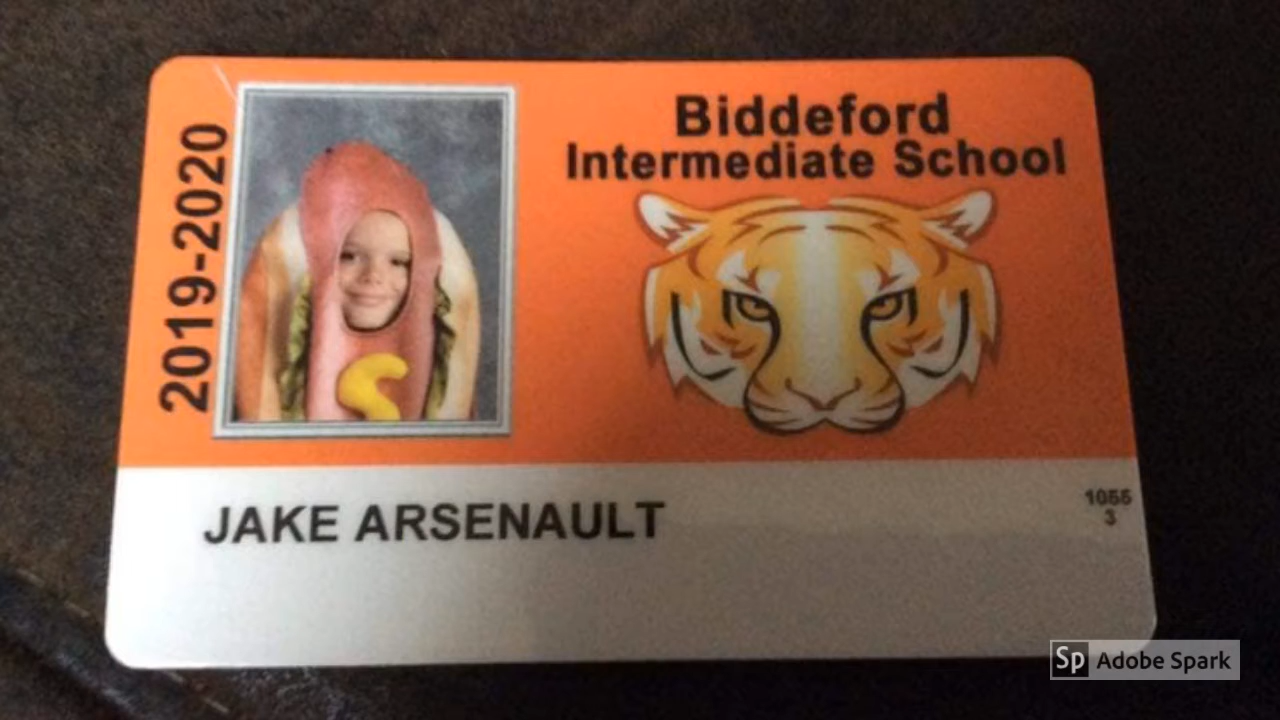 2019-2020
Biddeford
Intermediate School
JAKE ARSENAULT
1055
3
Sp Adobe Spark